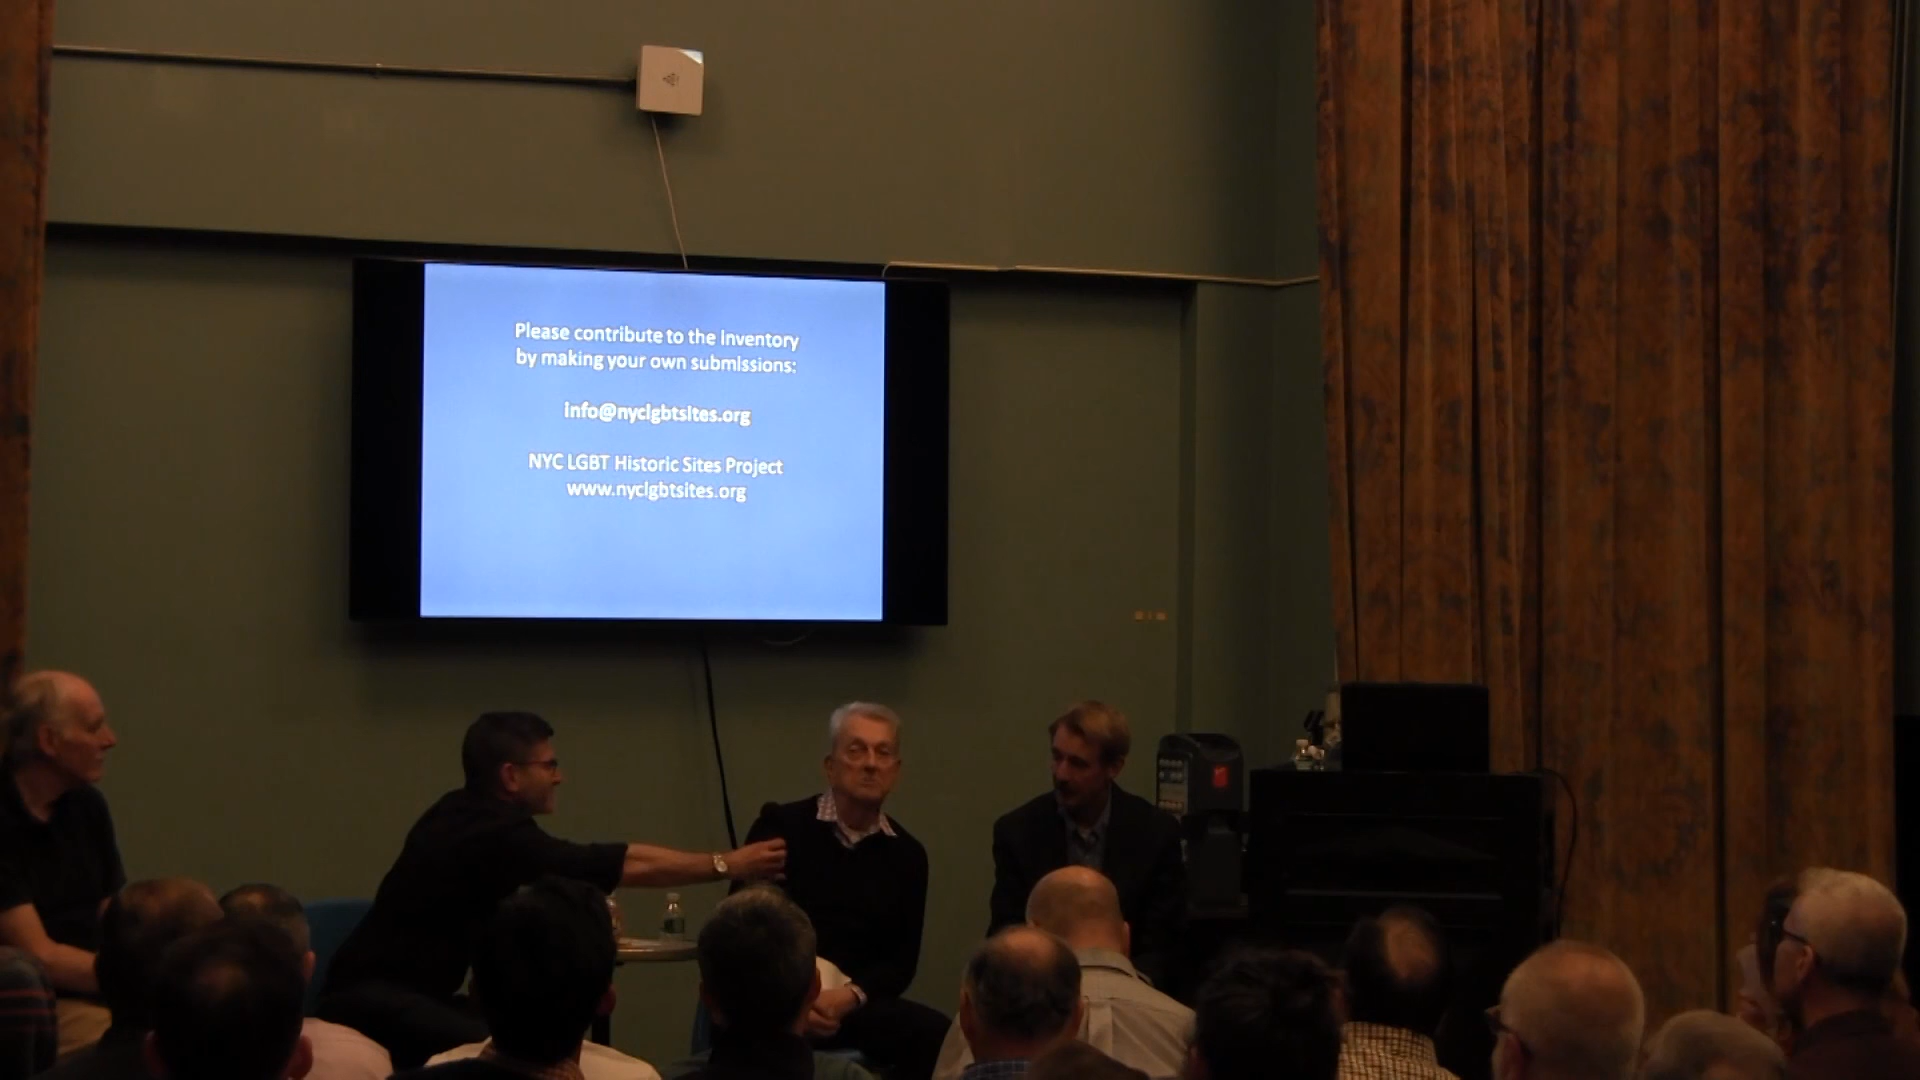 Please contribute to the inventory
by making your own submissions:
info@nyclgbtsites.org
NYC LGBT Historic Sites Project
www.nyclgbtsites.org